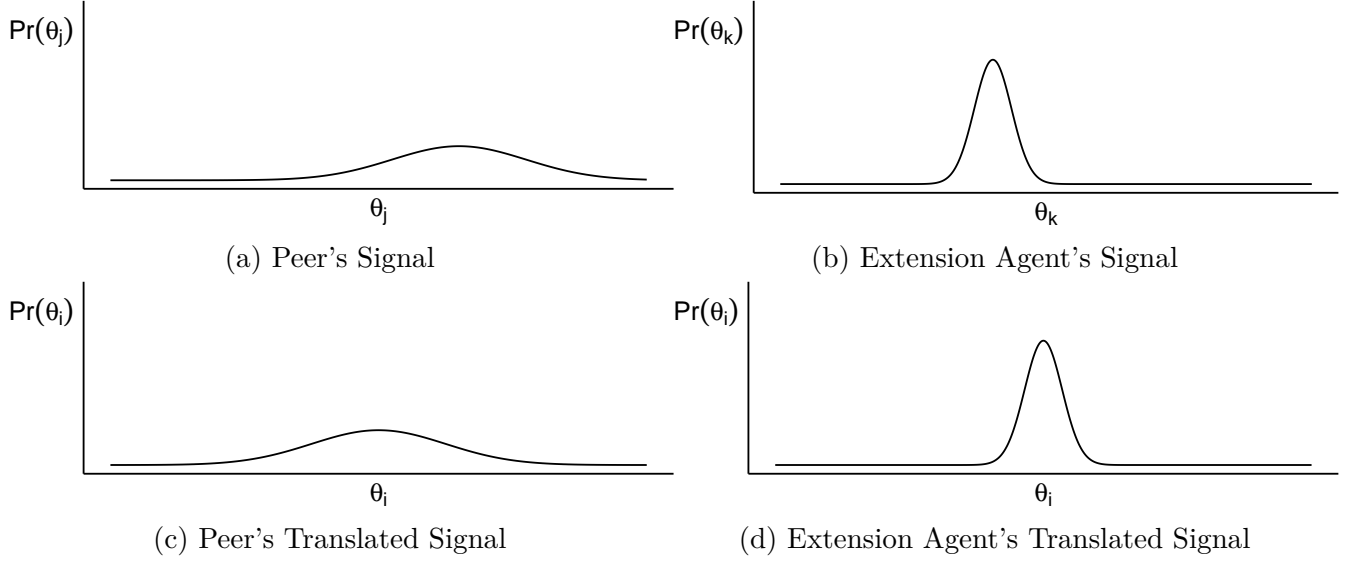 Pr(θj)
θj
(a) Peer's Signal
Pr(θk)
θk
(b) Extension Agent's Signal
Pr(θi)
θi
(c) Peer's Translated Signal
Pr(θi)
θi
(d) Extension Agent's Translated Signal